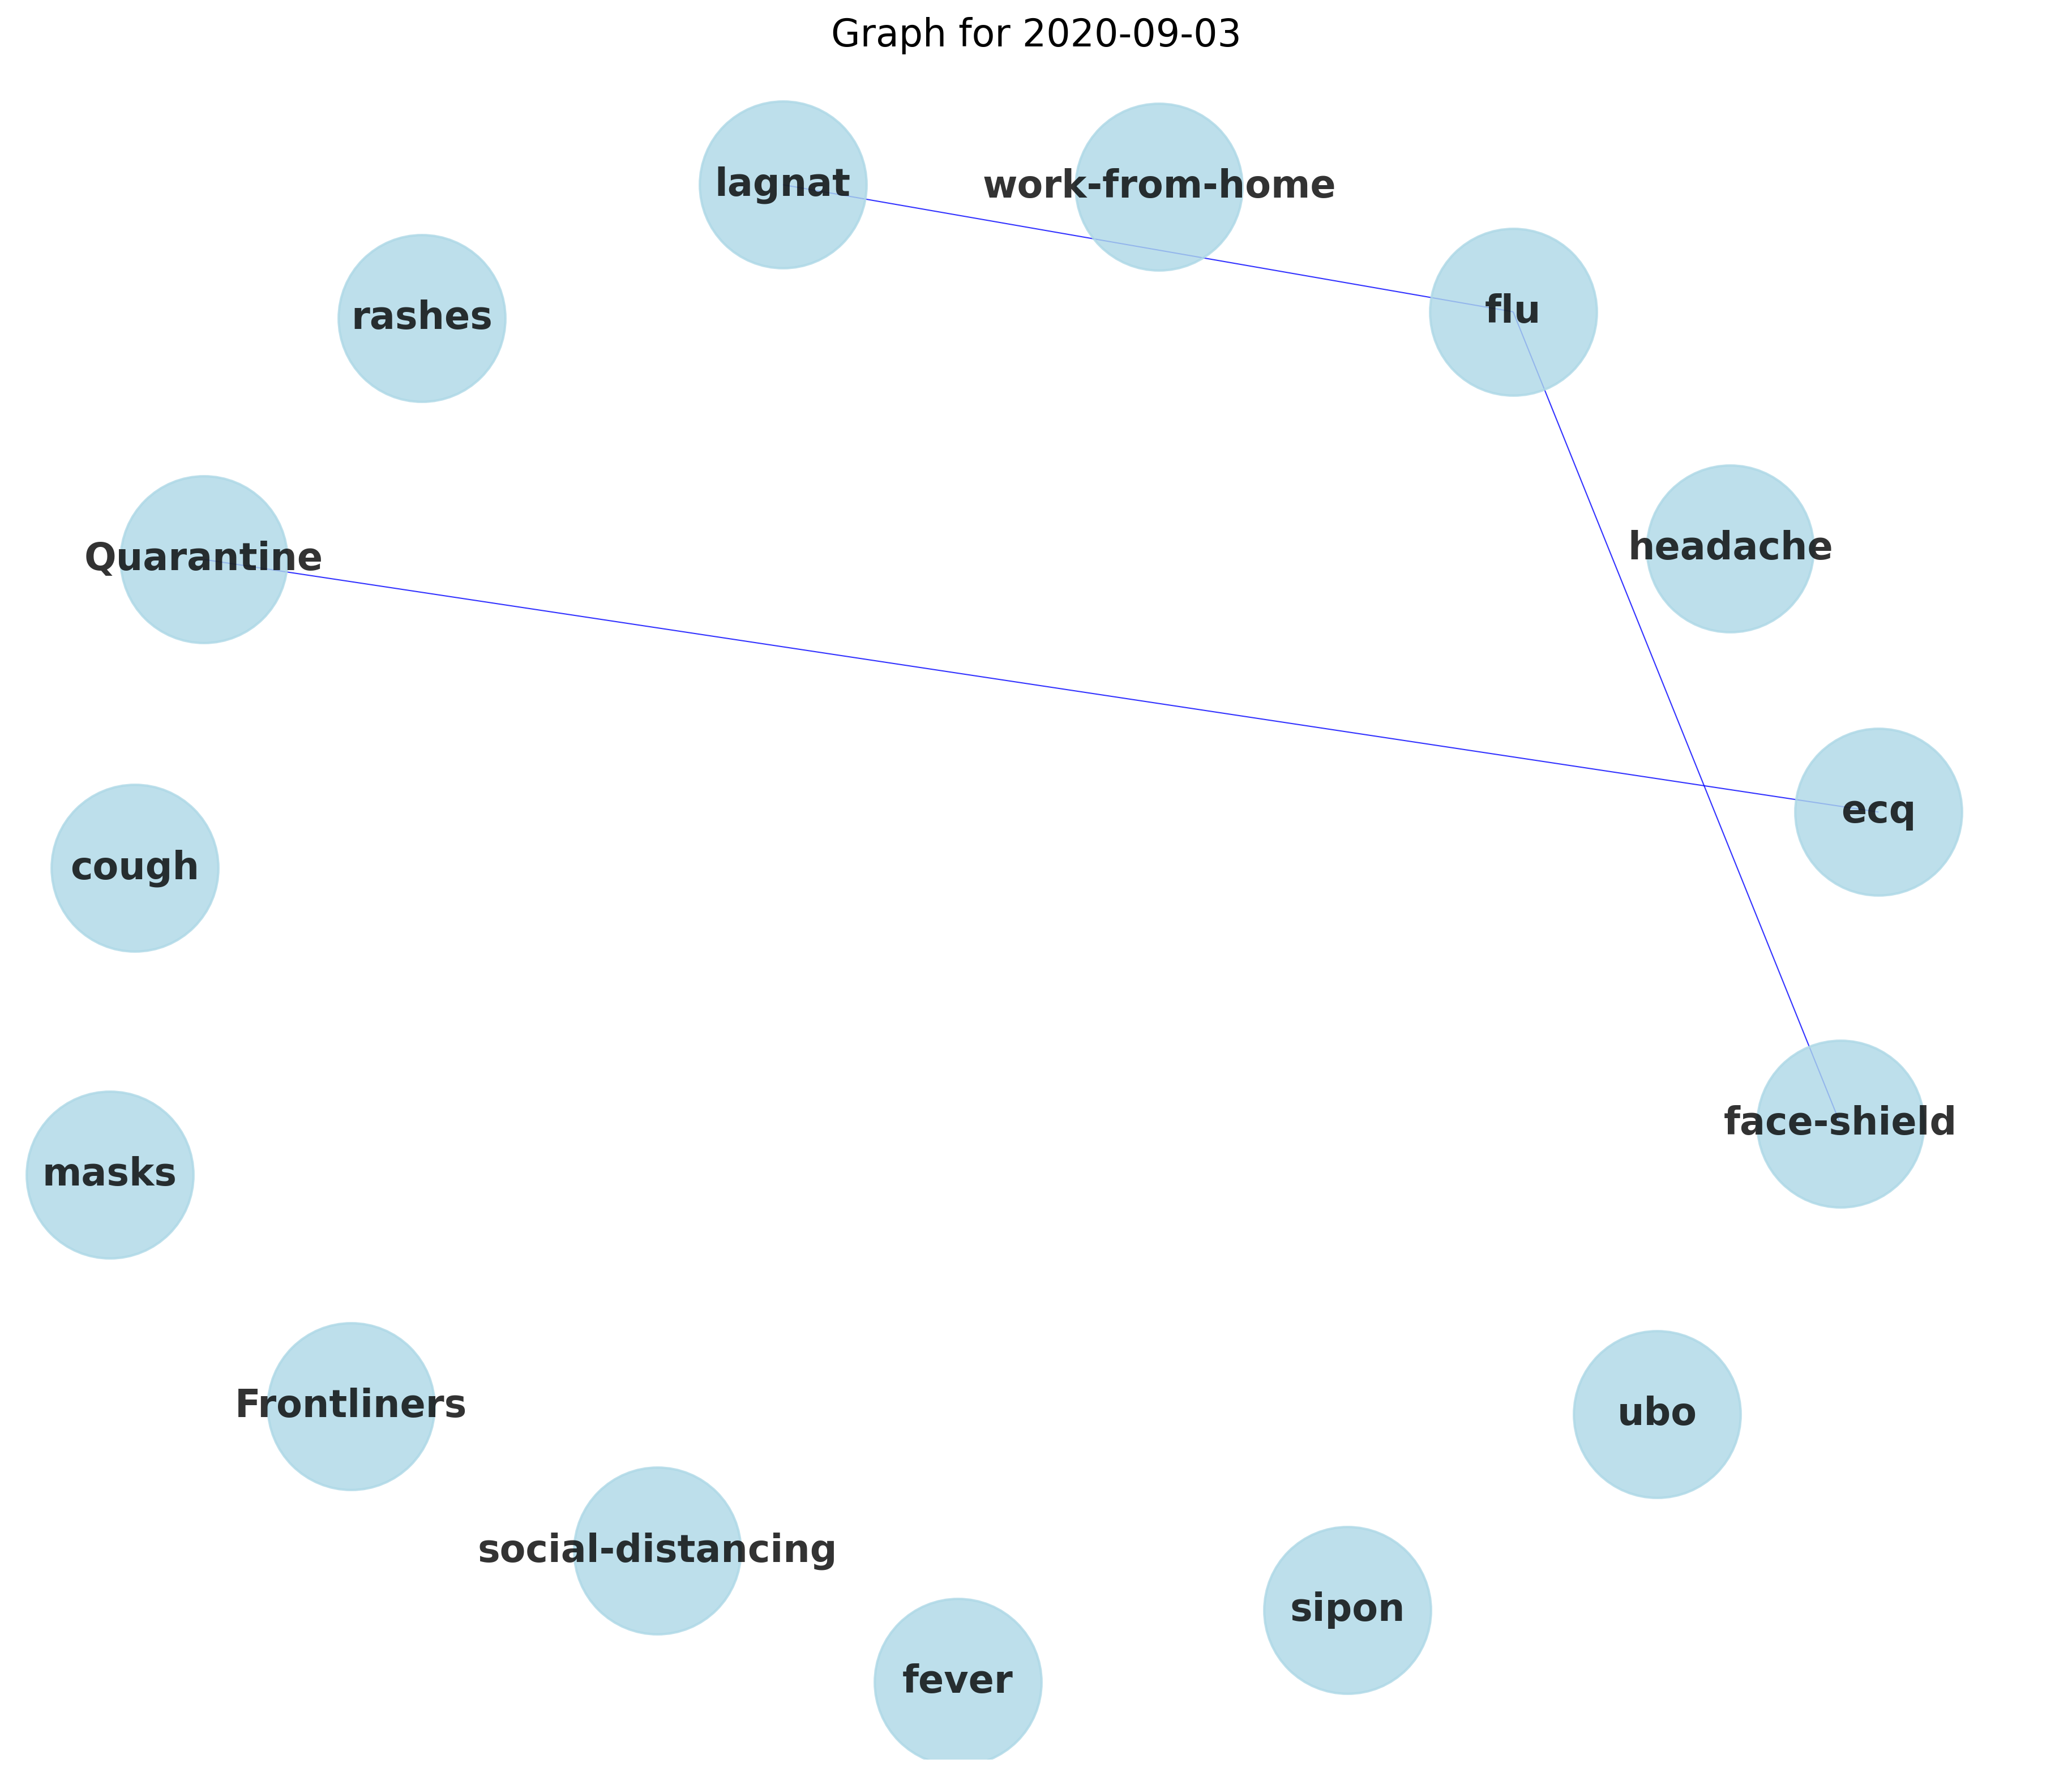 Graph for 2020-09-03
lagnat
work-from-home
flu
rashes
headache
Quarantine
ecq
cough
face-shield
masks
Frontliners
ubo
social-distancing
sipon
fever